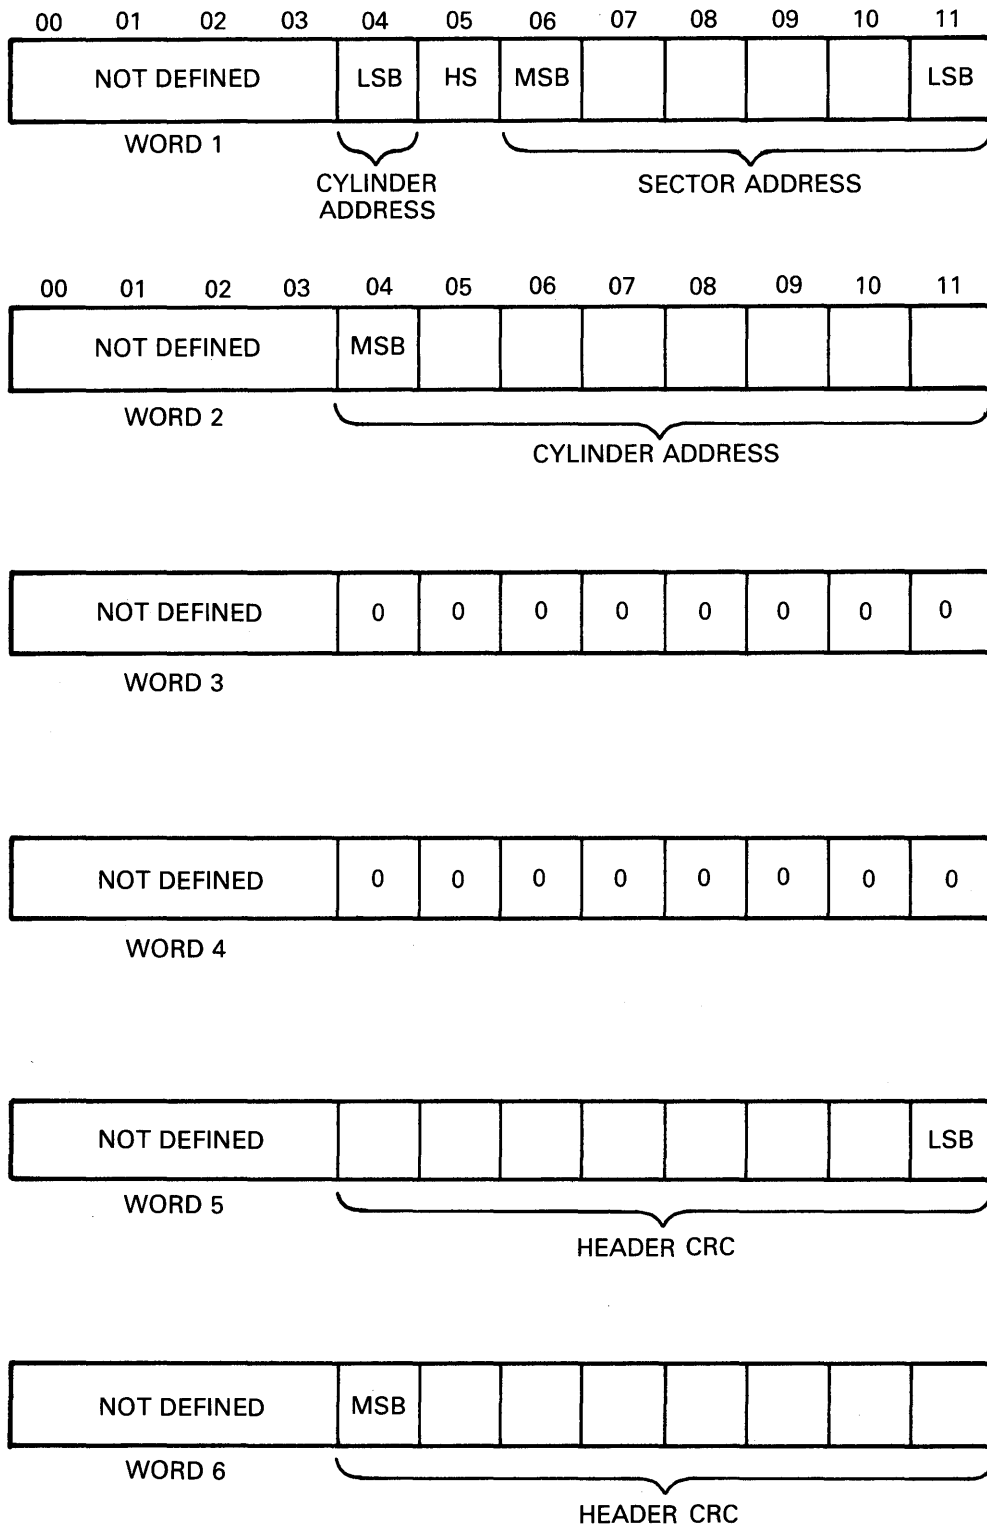 00 01 02 03 04 05 06 07 08 09 10 11
NOT DEFINED LSB HS MSB LSB
WORD 1
CYLINDER
ADDRESS
SECTOR ADDRESS
00 01 02 03 04 05 06 07 08 09 10 11
NOT DEFINED MSB
WORD 2
CYLINDER ADDRESS
NOT DEFINED 0 0 0 0 0 0 0 0
WORD 3
NOT DEFINED 0 0 0 0 0 0 0 0
WORD 4
NOT DEFINED LSB
WORD 5
HEADER CRC
NOT DEFINED MSB
WORD 6
HEADER CRC